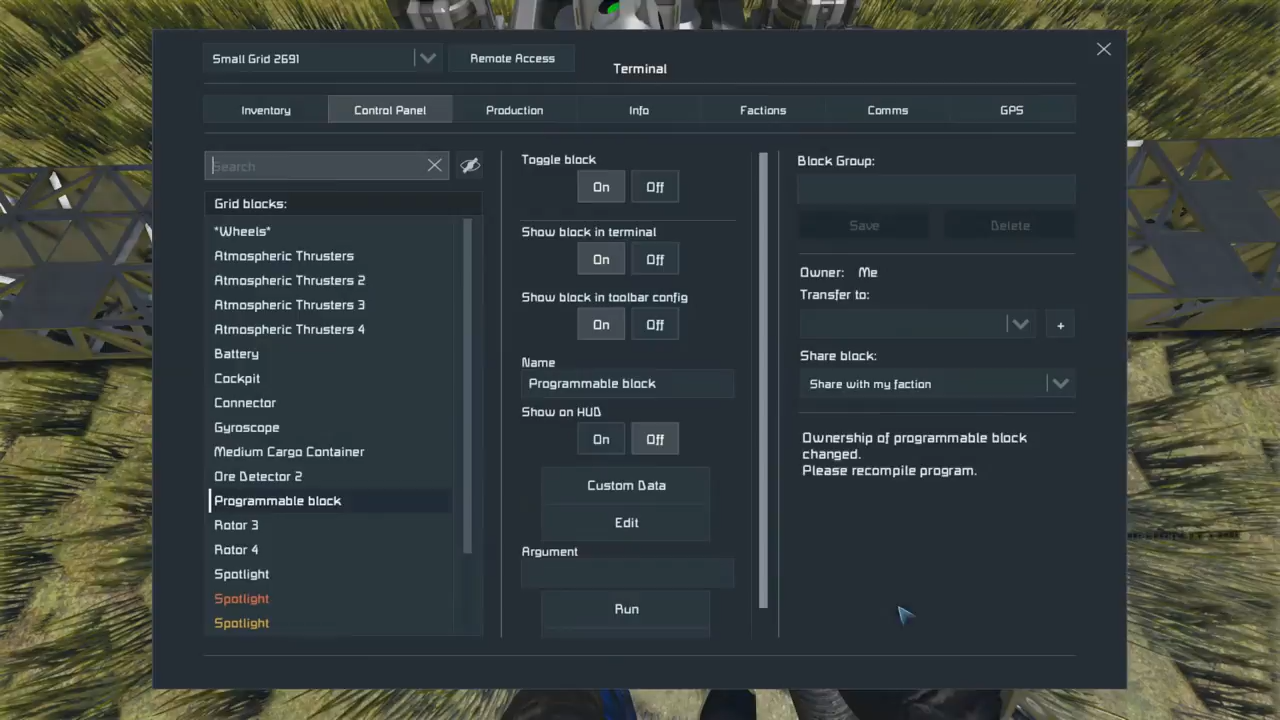 Small Grid 2691
Remote Access
Terminal
Inventory
Control Panel
Production
Info
Factions
Comms
GPS
Search
Grid blocks:
*Wheels*
Atmospheric Thrusters
Atmospheric Thrusters 2
Atmospheric Thrusters 3
Atmospheric Thrusters 4
Battery
Cockpit
Connector
Gyroscope
Medium Cargo Container
Ore Detector 2
Programmable block
Rotor 3
Rotor 4
Spotlight
Spotlight
Spotlight
Toggle block
On Off
Show block in terminal
On Off
Show block in toolbar config
On Off
Name
Programmable block
Show on HUD
On Off
Custom Data
Edit
Argument
Run
Block Group:
Save Delete
Owner: Me
Transfer to:
+
Share block:
Share with my faction
Ownership of programmable block
changed.
Please recompile program.